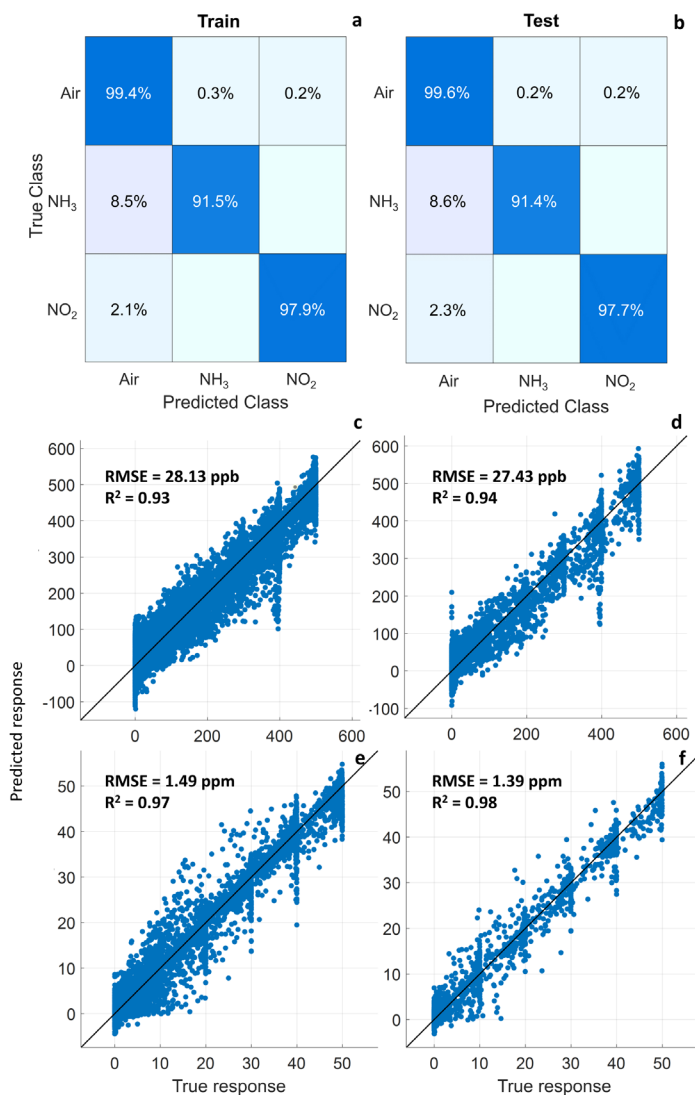 Train
a
Test
b
True Class
Air
99.4%
0.3%
0.2%
NH3
8.5%
91.5%
NO2
2.1%
97.9%
Air
NH3
NO2
Predicted Class
Air
99.6%
0.2%
0.2%
NH3
8.6%
91.4%
NO2
2.3%
97.7%
Air
NH3
NO2
Predicted Class
Predicted response
c
RMSE = 28.13 ppb
R² = 0.93
600
500
400
300
200
100
0
-100
0
200
400
600
d
RMSE = 27.43 ppb
R² = 0.94
600
500
400
300
200
100
0
-100
0
200
400
600
e
RMSE = 1.49 ppm
R² = 0.97
50
40
30
20
10
0
0
10
20
30
40
50
True response
f
RMSE = 1.39 ppm
R² = 0.98
50
40
30
20
10
0
0
10
20
30
40
50
True response